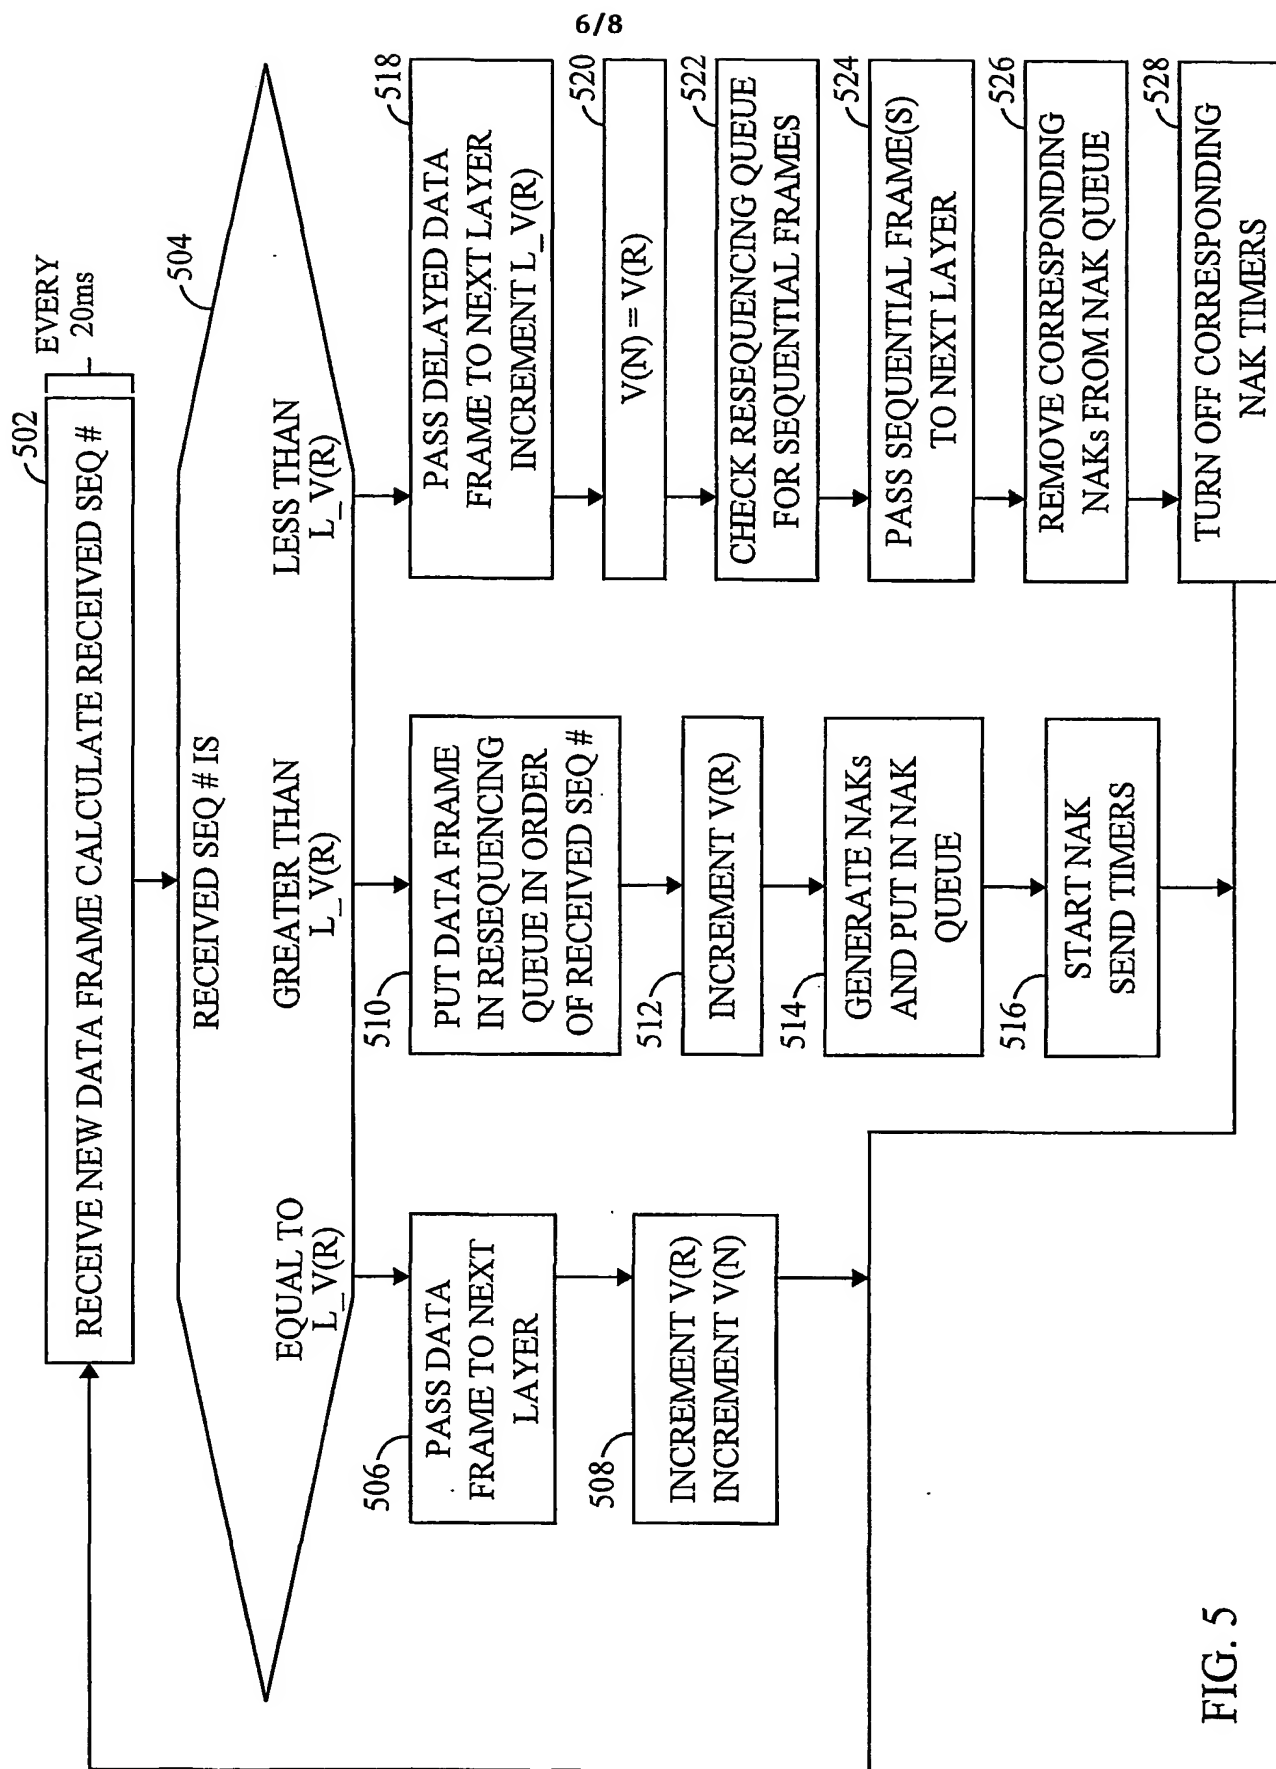 6/8
EVERY
20ms
502
RECEIVE NEW DATA FRAME CALCULATE RECEIVED SEQ #
504
RECEIVED SEQ # IS
EQUAL TO
L_V(R)
GREATER THAN
L_V(R)
LESS THAN
L_V(R)
506
PASS DATA
FRAME TO NEXT
LAYER
508
INCREMENT V(R)
INCREMENT V(N)
510
PUT DATA FRAME
IN RESEQUENCING
QUEUE IN ORDER
OF RECEIVED SEQ #
512
INCREMENT V(R)
514
GENERATE NAKs
AND PUT IN NAK
QUEUE
516
START NAK
SEND TIMERS
518
PASS DELAYED DATA
FRAME TO NEXT LAYER
INCREMENT L_V(R)
520
V(N) = V(R)
522
CHECK RESEQUENCING QUEUE
FOR SEQUENTIAL FRAMES
524
PASS SEQUENTIAL FRAME(S)
TO NEXT LAYER
526
REMOVE CORRESPONDING
NAKs FROM NAK QUEUE
528
TURN OFF CORRESPONDING
NAK TIMERS
FIG. 5